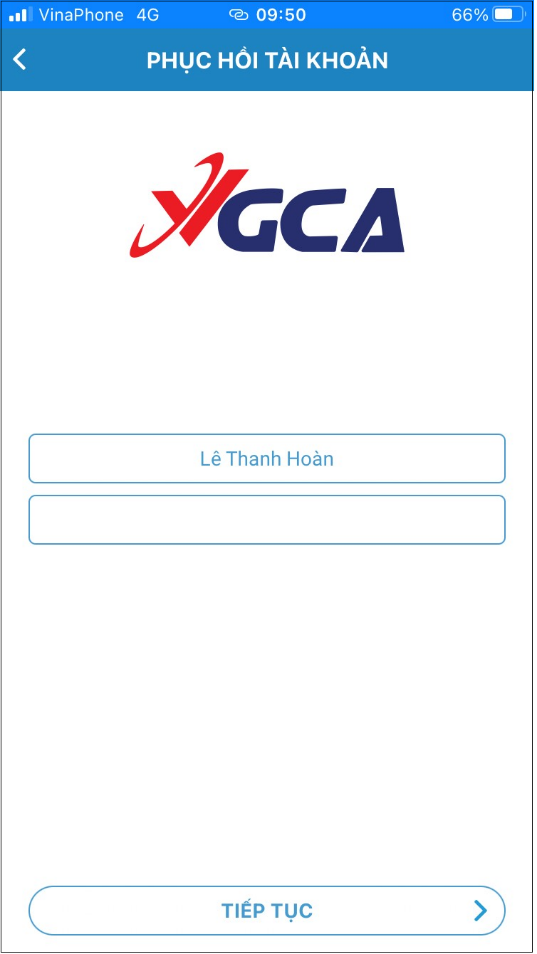 VinaPhone 4G 09:50 66%
PHỤC HỒI TÀI KHOẢN
VGCA
Lê Thanh Hoàn
TIẾP TỤC